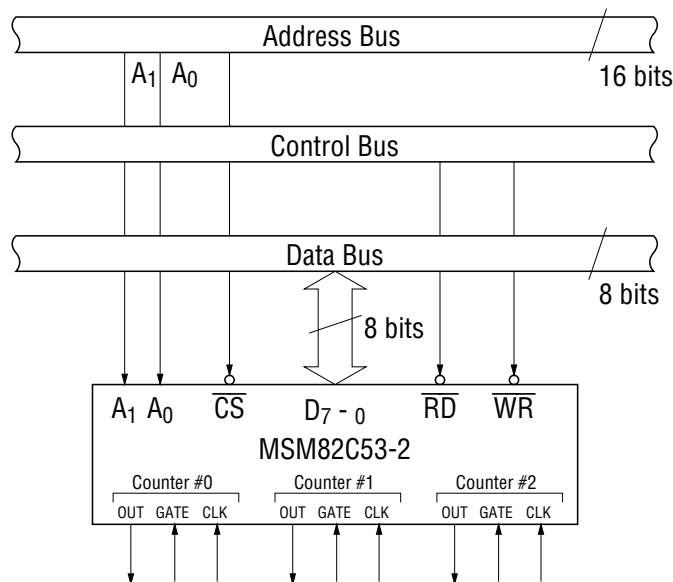 Address Bus
A1 A0
16 bits
Control Bus
Data Bus
8 bits
8 bits
A1 A0 CS D7 - 0 RD WR
MSM82C53-2
Counter #0 Counter #1 Counter #2
OUT GATE CLK OUT GATE CLK OUT GATE CLK